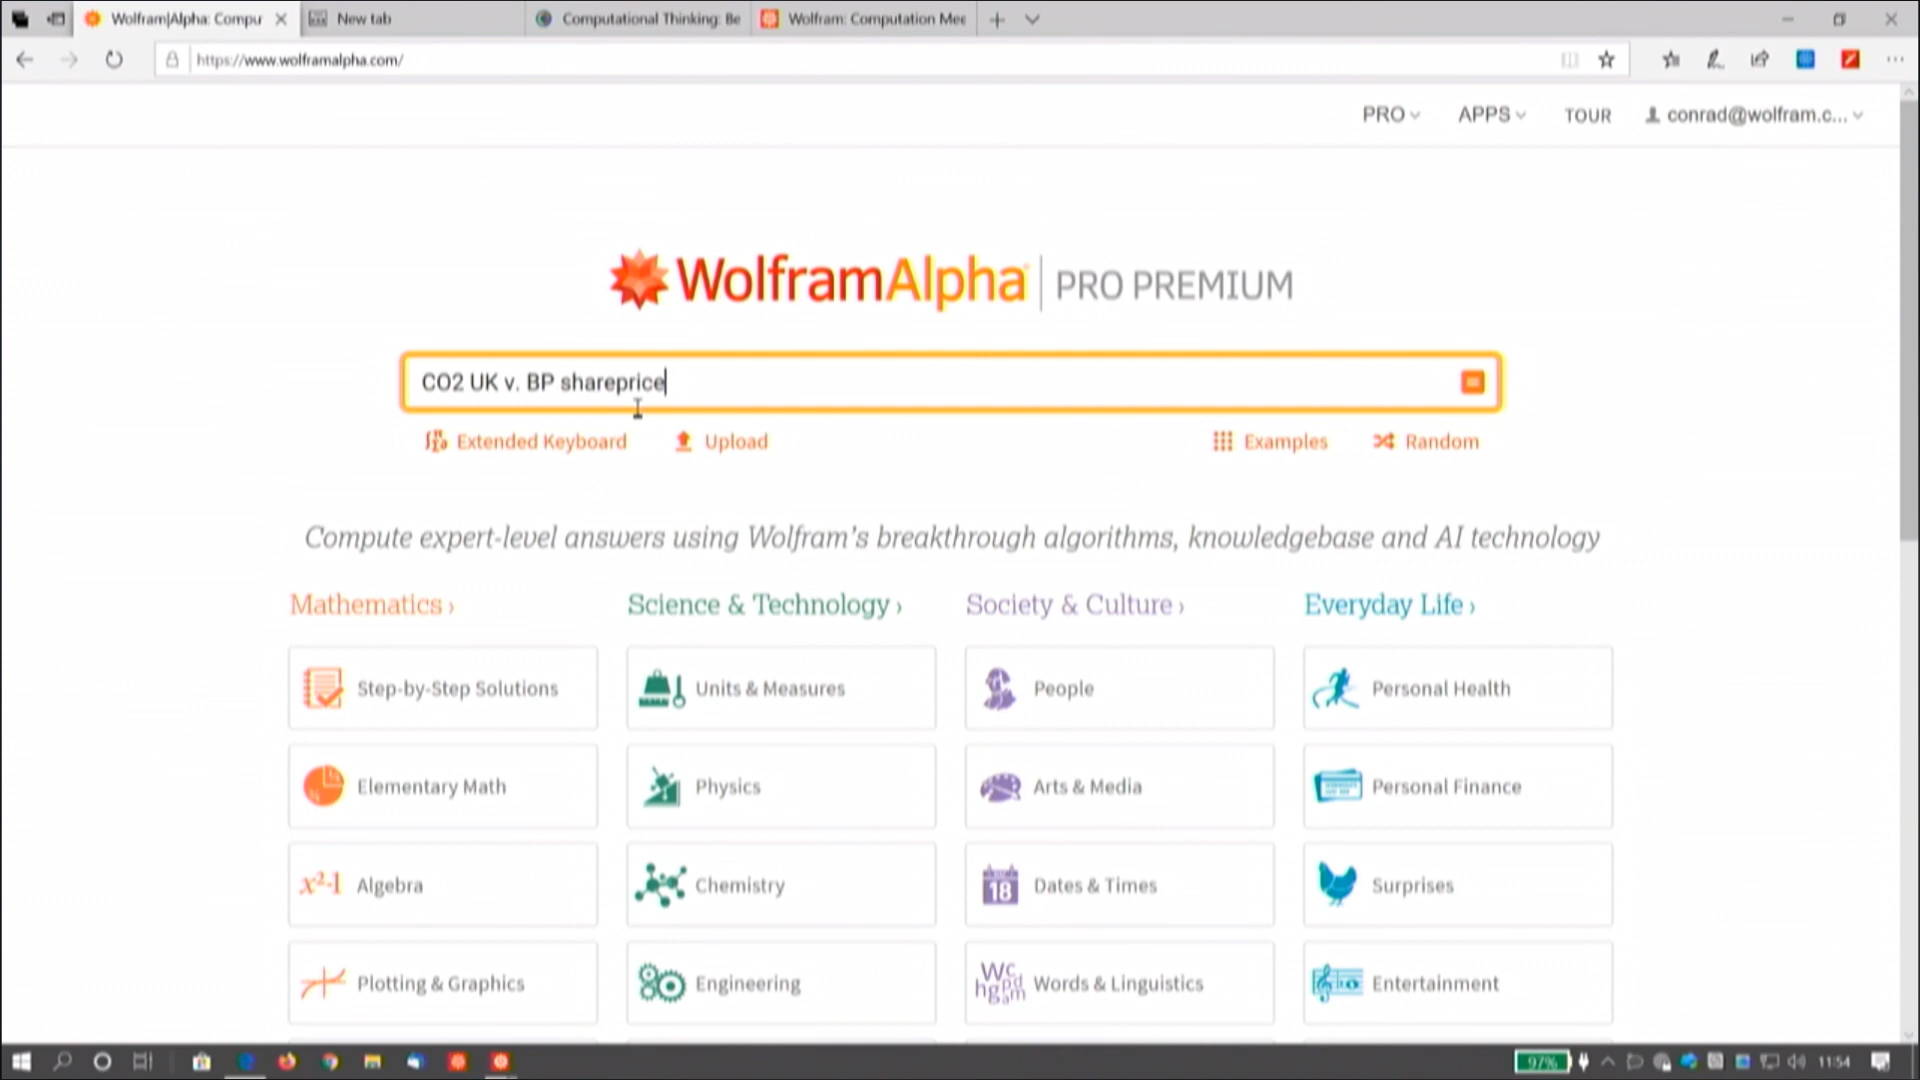 Wolfram|Alpha: Compu
New tab
Computational Thinking: Be
Wolfram: Computation Mee
https://www.wolframalpha.com/
PRO
APPS
TOUR
conrad@wolfram.c...
WolframAlpha PRO PREMIUM
CO2 UK v. BP shareprice
Extended Keyboard
Upload
Examples
Random
Compute expert-level answers using Wolfram's breakthrough algorithms, knowledgebase and AI technology
Mathematics ›
Science & Technology ›
Society & Culture ›
Everyday Life ›
Step-by-Step Solutions
Units & Measures
People
Personal Health
Elementary Math
Physics
Arts & Media
Personal Finance
x²-1 Algebra
Chemistry
18 Dates & Times
Surprises
Plotting & Graphics
Engineering
Words & Linguistics
Entertainment
97%
11:54